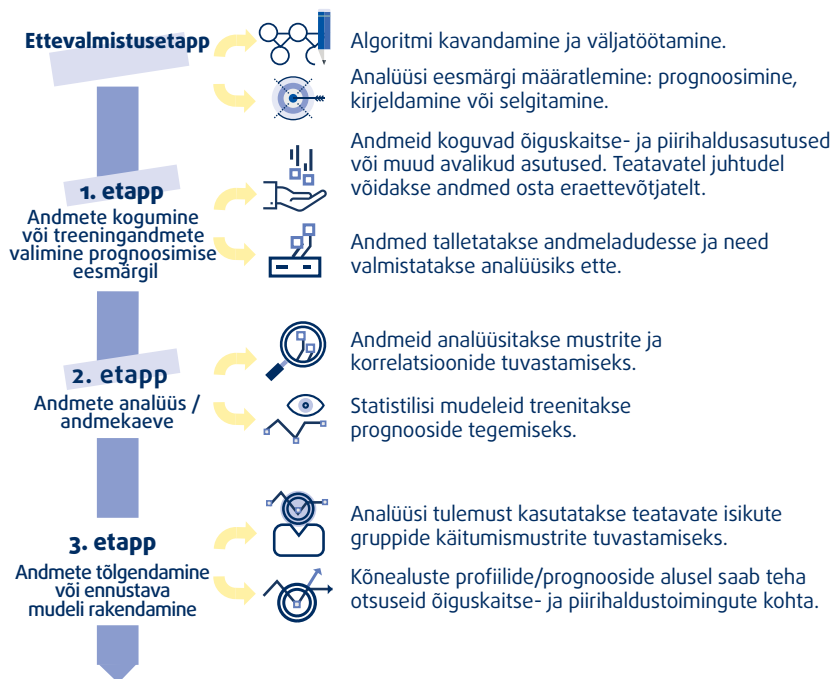 Ettevalmistusetapp
Algoritmi kavandamine ja väljatöötamine.
Analüüsi eesmärgi määratlemine: prognoosimine,
kirjeldamine või selgitamine.
1. etapp
Andmete kogumine
või treeningandmete
valimine prognoosimise
eesmärgil
Andmeid koguvad õiguskaitse- ja piirihaldusasutused
või muud avalikud asutused. Teatavatel juhtudel
võidakse andmed osta eraettevõtjatelt.
Andmed talletatakse andmeladudesse ja need
valmistatakse analüüsiks ette.
2. etapp
Andmete analüüs /
andmekaeve
Andmeid analüüsitakse mustrite ja
korrelatsioonide tuvastamiseks.
Statistilisi mudeleid treenitakse
prognooside tegemiseks.
3. etapp
Andmete tõlgendamine
või ennustava
mudeli rakendamine
Analüüsi tulemust kasutatakse teatavate isikute
gruppide käitumismustrite tuvastamiseks.
Kõnealuste profiilide/prognooside alusel saab teha
otsuseid õiguskaitse- ja piirihaldustoimingute kohta.